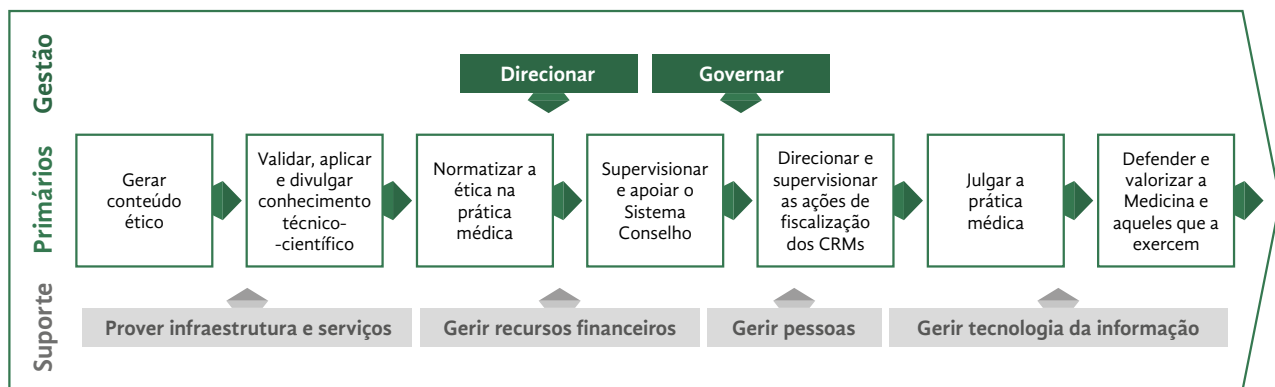 Gestão
Direcionar
Governar
Primários
Gerar
conteúdo
ético
Validar, aplicar
e divulgar
conhecimento
técnico-
-científico
Normatizar a
ética na
prática
médica
Supervisionar
e apoiar o
Sistema
Conselho
Direcionar e
supervisionar
as ações de
fiscalização
dos CRMs
Julgar a
prática
médica
Defender e
valorizar a
Medicina e
aqueles que a
exercem
Suporte
Prover infraestrutura e serviços
Gerir recursos financeiros
Gerir pessoas
Gerir tecnologia da informação